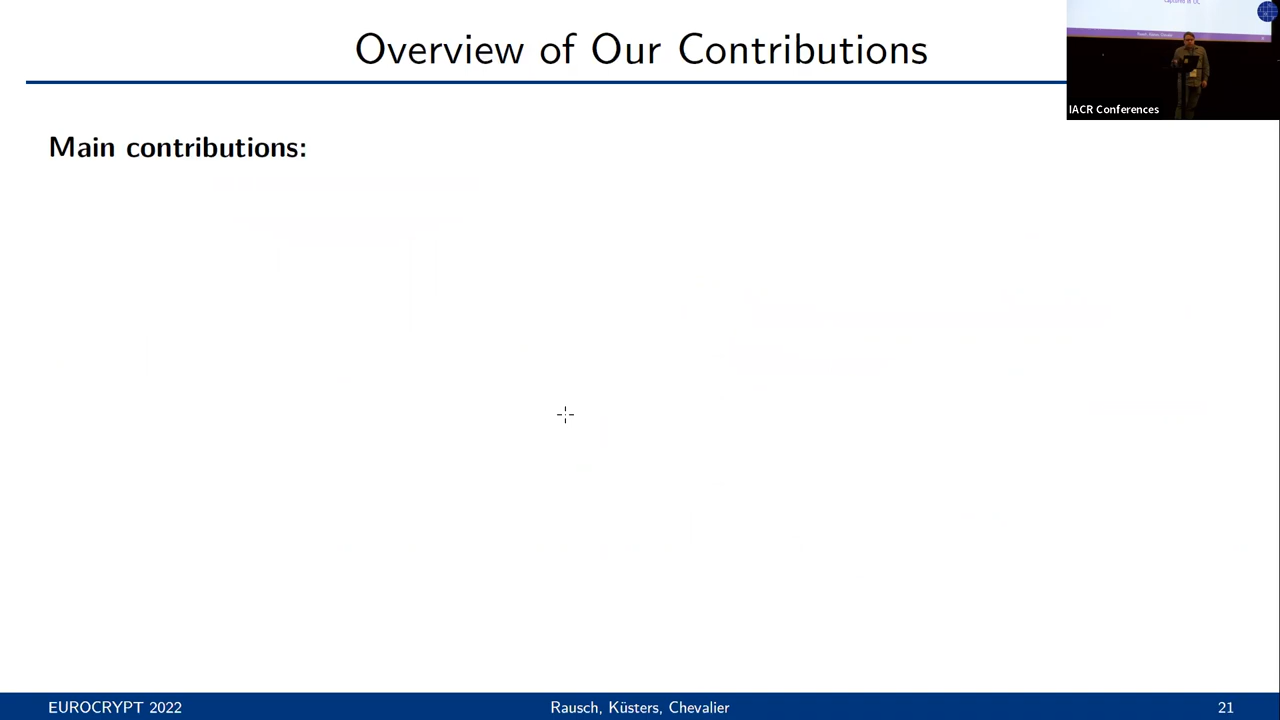 Overview of Our Contributions
IACR Conferences
Main contributions:
EUROCRYPT 2022
Rausch, Küsters, Chevalier
21